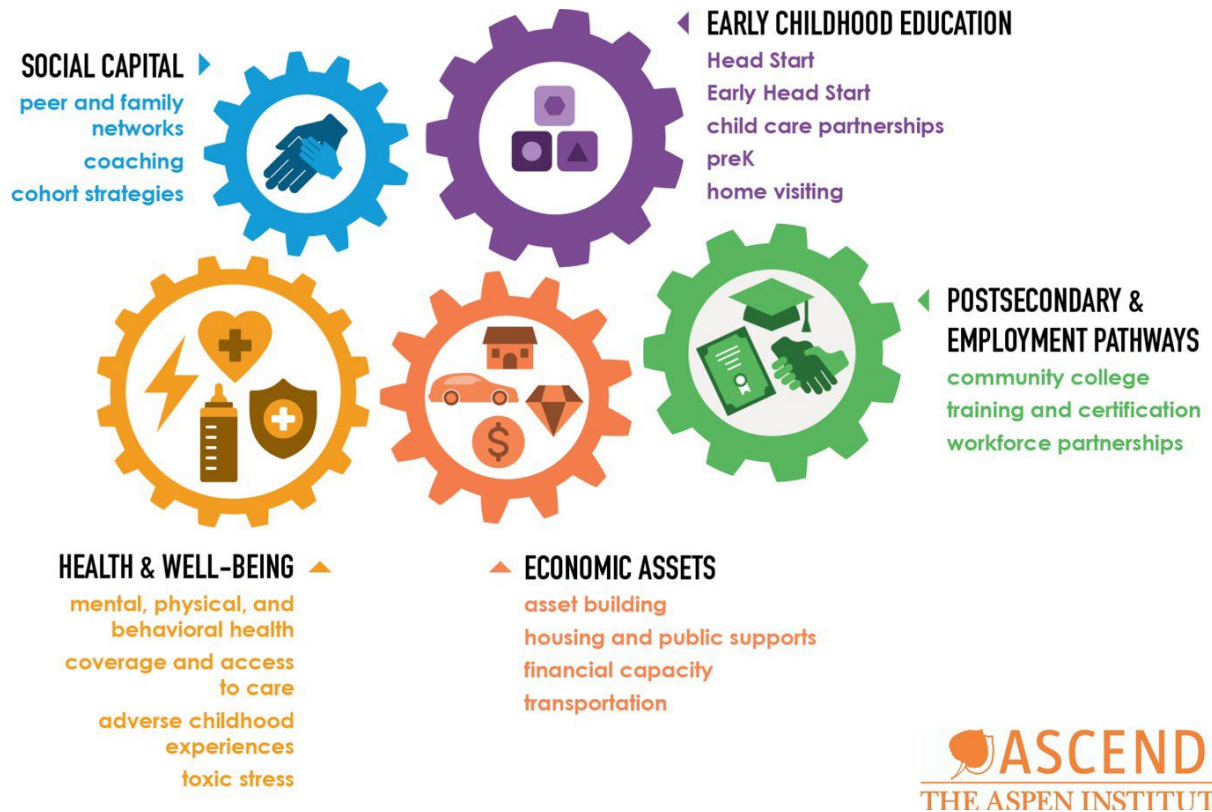 SOCIAL CAPITAL
peer and family
networks
coaching
cohort strategies
EARLY CHILDHOOD EDUCATION
Head Start
Early Head Start
child care partnerships
preK
home visiting
POSTSECONDARY &
EMPLOYMENT PATHWAYS
community college
training and certification
workforce partnerships
HEALTH & WELL-BEING
mental, physical, and
behavioral health
coverage and access
to care
adverse childhood
experiences
toxic stress
$
ECONOMIC ASSETS
asset building
housing and public supports
financial capacity
transportation
ASCEND
THE ASPEN INSTITUT